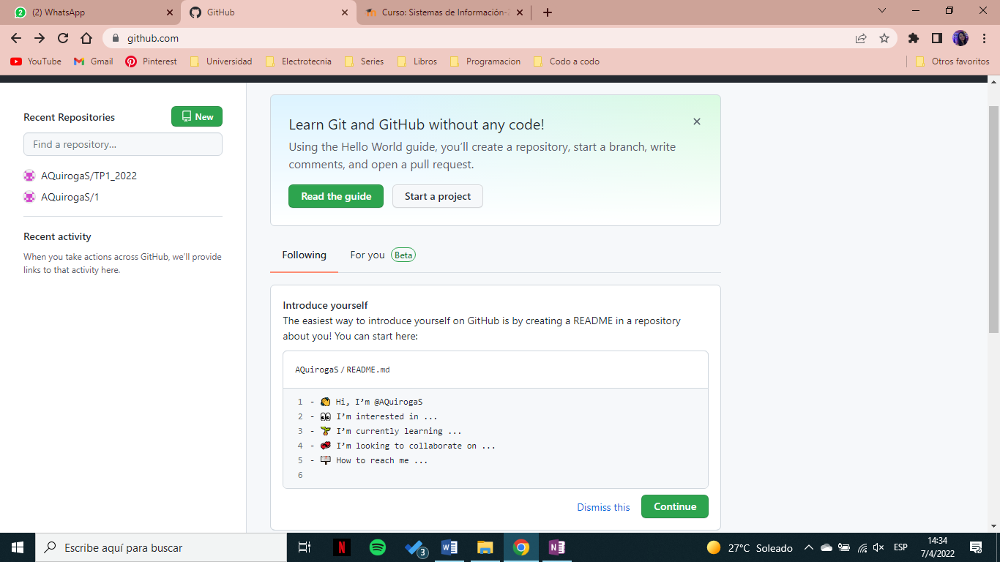 (2) WhatsApp
GitHub
Curso: Sistemas de Información-
github.com
YouTube
Gmail
Pinterest
Universidad
Electrotecnia
Series
Libros
Programacion
Codo a codo
Otros favoritos
Recent Repositories
New
Find a repository...
AQuirogaS/TP1_2022
AQuirogaS/1
Recent activity
When you take actions across GitHub, we'll provide
links to that activity here.
Learn Git and GitHub without any code!
Using the Hello World guide, you'll create a repository, start a branch, write
comments, and open a pull request.
Read the guide
Start a project
Following
For you Beta
Introduce yourself
The easiest way to introduce yourself on GitHub is by creating a README in a repository
about you! You can start here:
AQuirogaS / README.md
1 - 👋 Hi, I'm @AQuirogaS
2 - 👀 I'm interested in ...
3 - 🌱 I'm currently learning ...
4 - 💞️ I'm looking to collaborate on ...
5 - 📫 How to reach me ...
6
Dismiss this
Continue
Escribe aquí para buscar
3
27°C Soleado
ESP
14:34
7/4/2022